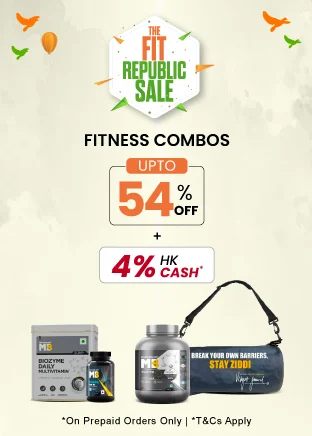 THE
FIT
REPUBLIC
SALE
FITNESS COMBOS
UPTO
54%
OFF
+
4% HK
CASH*
MB
BIOZYME
DAILY
MULTIVITAMIN
MB
MB
BREAK YOUR OWN BARRIERS,
STAY ZIDDI
*On Prepaid Orders Only | *T&Cs Apply